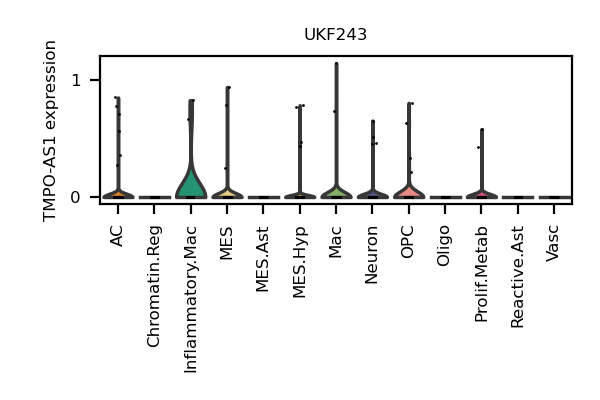 UKF243
TMPO-AS1 expression
1
0
AC
Chromatin.Reg
Inflammatory.Mac
MES
MES.Ast
MES.Hyp
Mac
Neuron
OPC
Oligo
Prolif.Metab
Reactive.Ast
Vasc